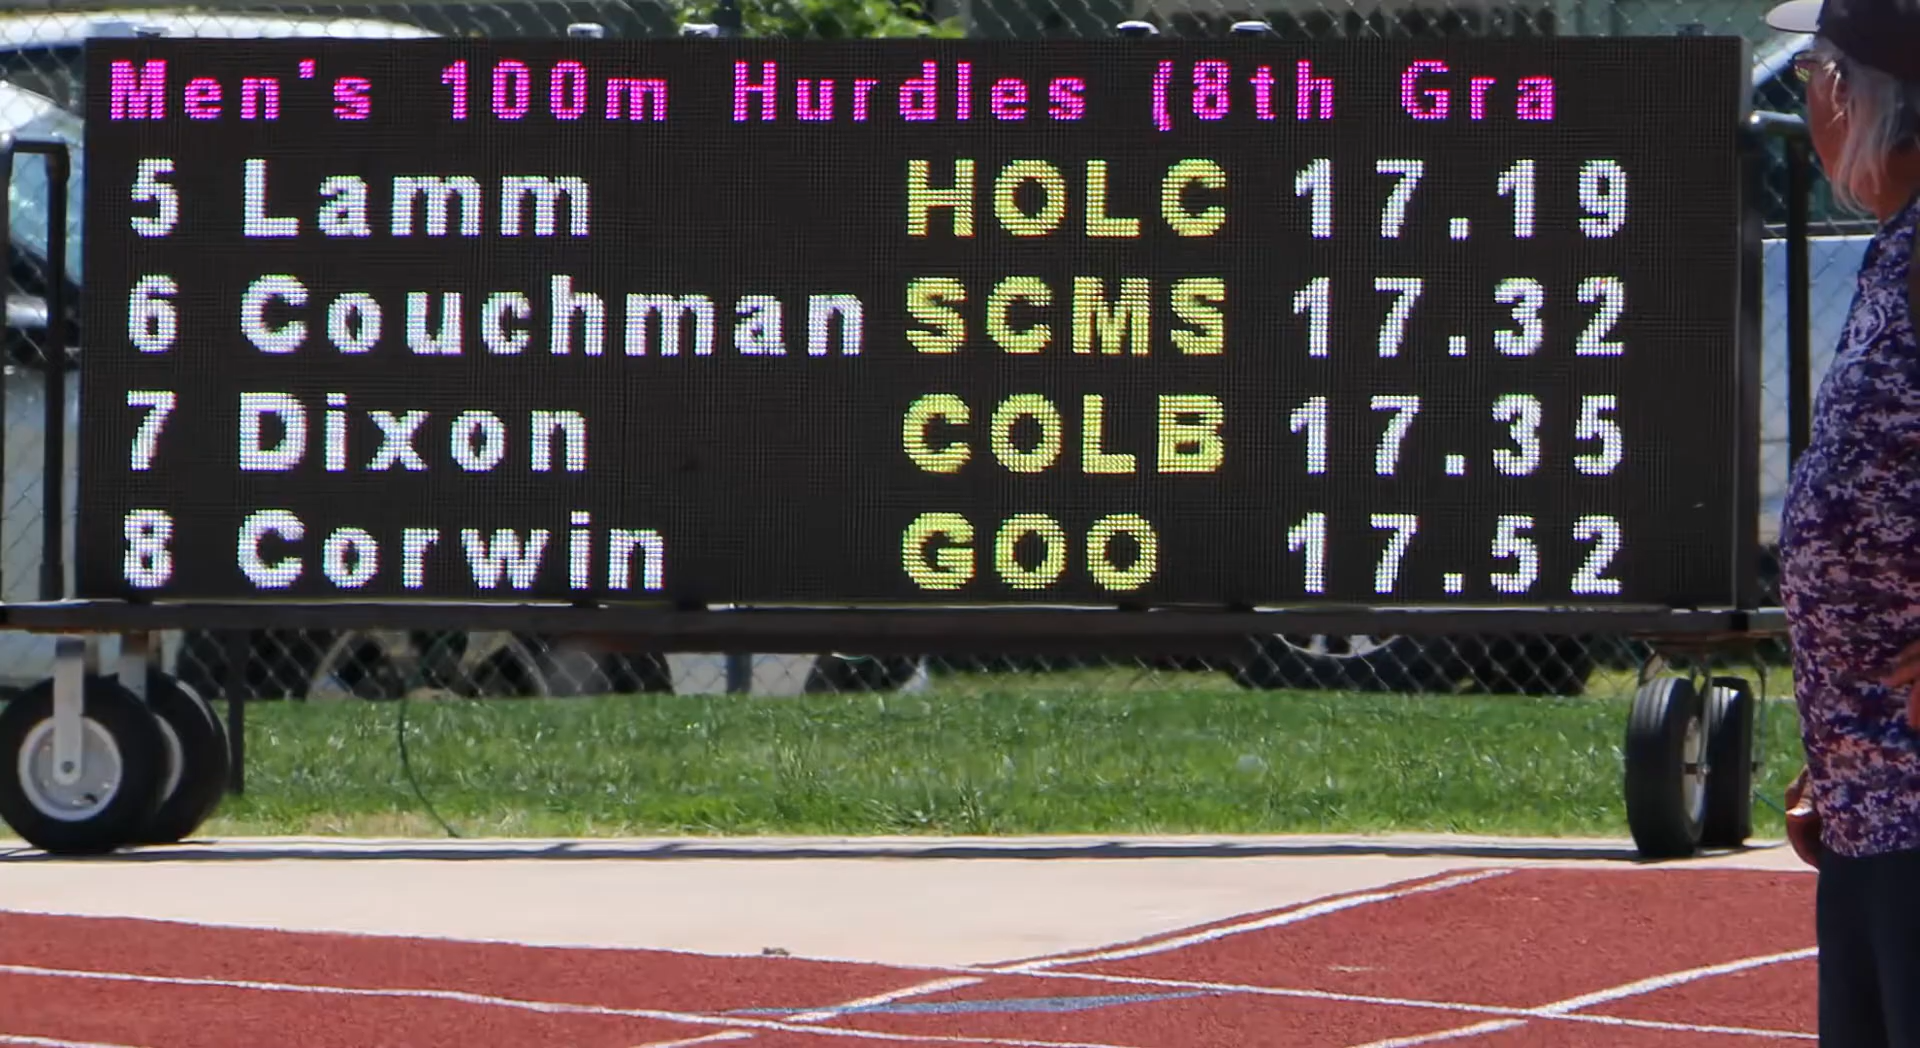 Men's 100m Hurdles (8th Gra
5 Lamm HOLC 17.19
6 Couchman SCMS 17.32
7 Dixon COLB 17.35
8 Corwin GOO 17.52